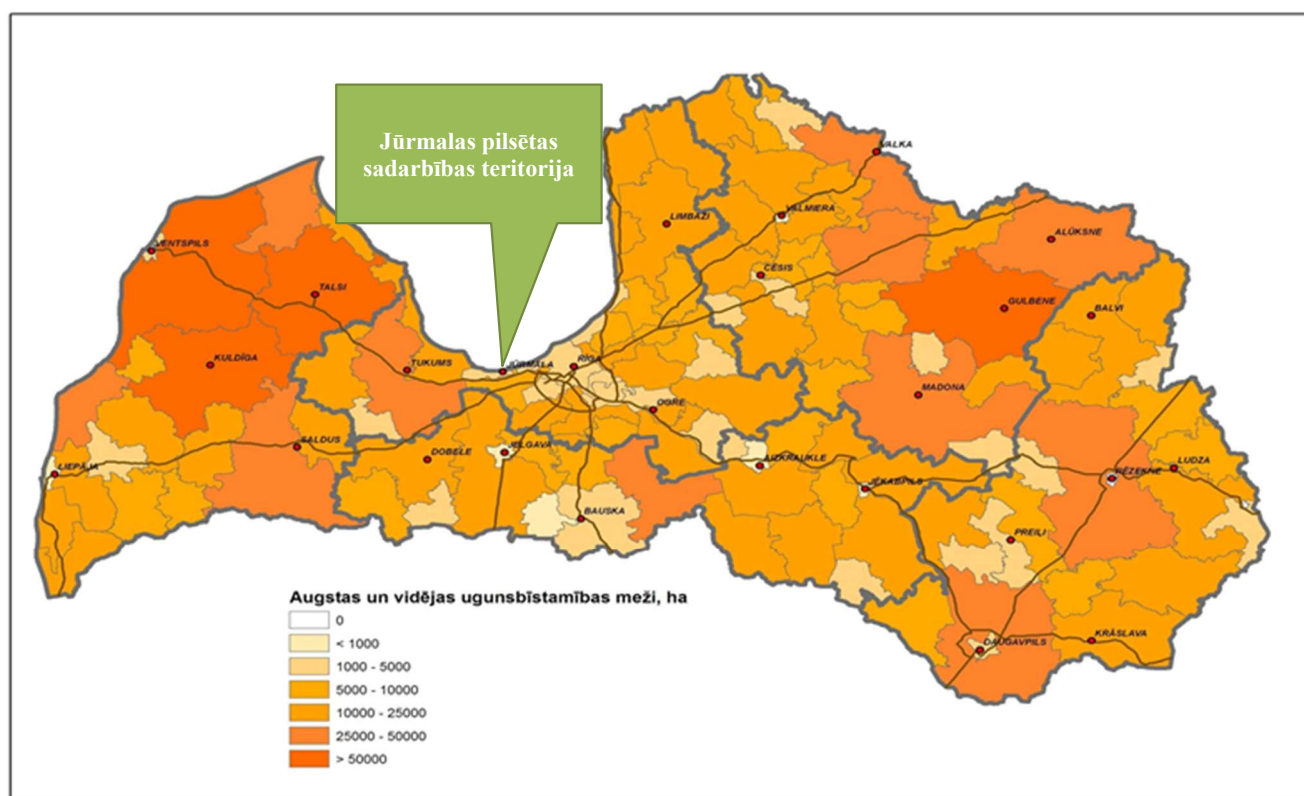 Jūrmalas pilsētas
sadarbības teritorija
VALKA
LIMBAŽI
VALMIERA
ALŪKSNE
VENTSPILS
CĒSIS
TALSI
GULBENE
BALVI
KULDĪGA
TUKUMS
JŪRMALA
RĪGA
MADONA
OGRE
SALDUS
DOBELE
JELGAVA
AIZKRAUKLE
LIEPĀJA
JĒKABPILS
RĒZEKNE
LUDZA
BAUSKA
PREIĻI
DAUGAVPILS
KRĀSLAVA
Augstas un vidējas ugunsbīstamības meži, ha
0
< 1000
1000 - 5000
5000 - 10000
10000 - 25000
25000 - 50000
> 50000